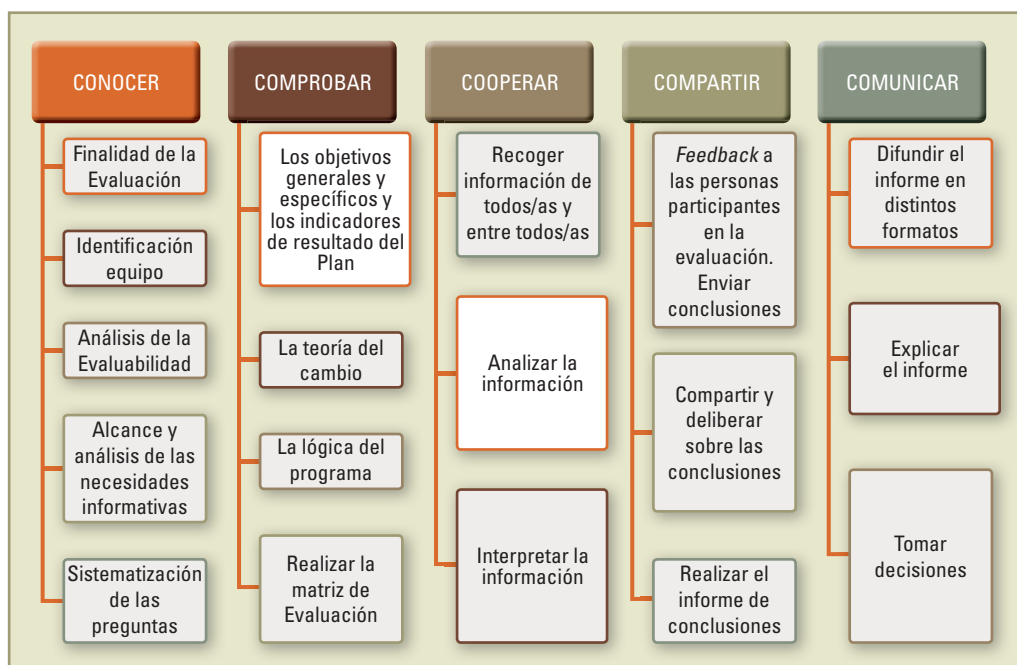 CONOCER
Finalidad de la
Evaluación
Identificación
equipo
Análisis de la
Evaluabilidad
Alcance y
análisis de las
necesidades
informativas
Sistematización
de las
preguntas
COMPROBAR
Los objetivos
generales y
específicos y
los indicadores
de resultado del
Plan
La teoría del
cambio
La lógica del
programa
Realizar la
matriz de
Evaluación
COOPERAR
Recoger
información de
todos/as y
entre todos/as
Analizar la
información
Interpretar la
información
COMPARTIR
Feedback a
las personas
participantes
en la
evaluación.
Enviar
conclusiones
Compartir y
deliberar
sobre las
conclusiones
Realizar el
informe de
conclusiones
COMUNICAR
Difundir el
informe en
distintos
formatos
Explicar
el informe
Tomar
decisiones